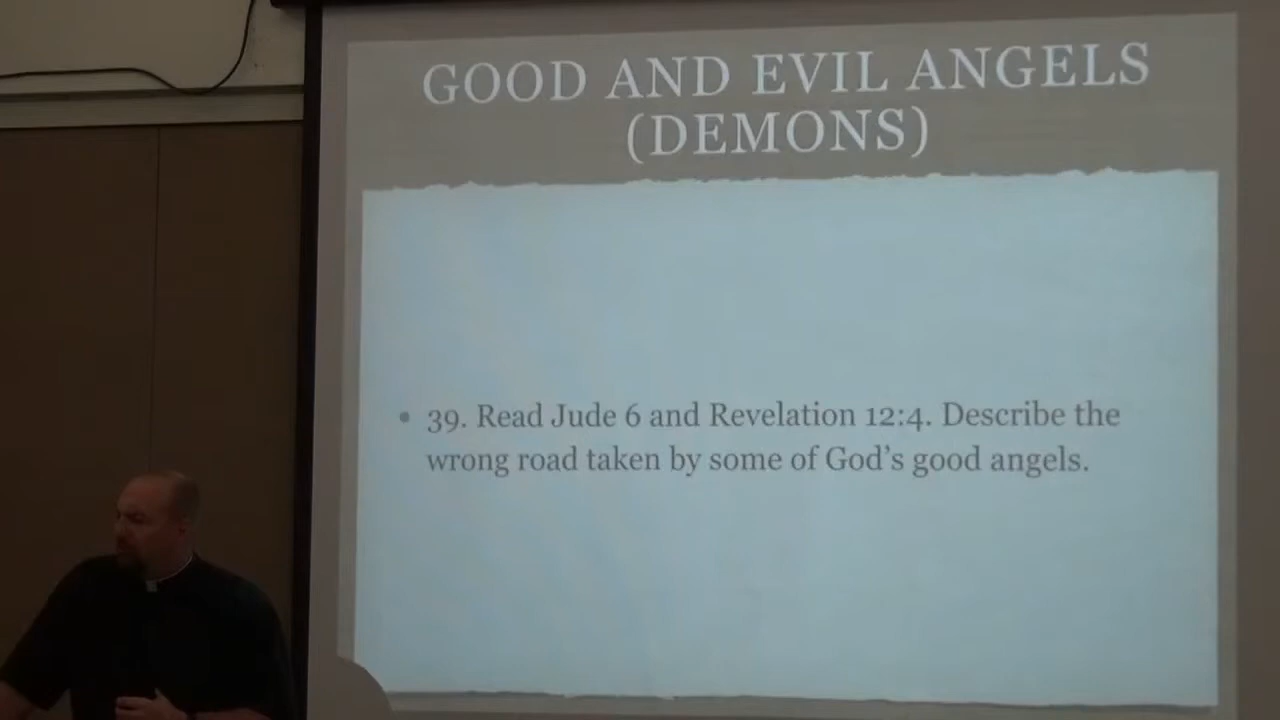 GOOD AND EVIL ANGELS
(DEMONS)
• 39. Read Jude 6 and Revelation 12:4. Describe the
wrong road taken by some of God's good angels.